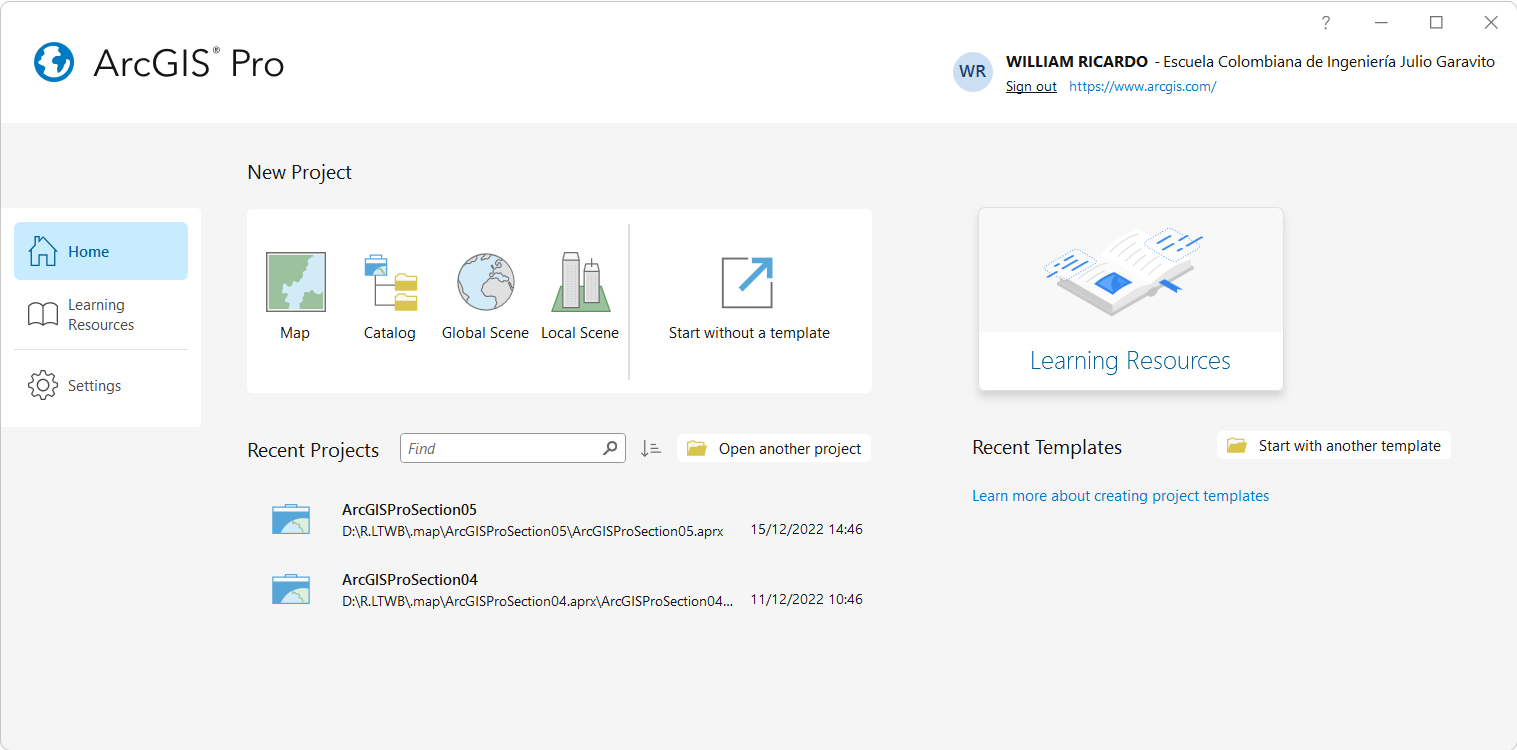 ?
ArcGIS® Pro
WR
WILLIAM RICARDO - Escuela Colombiana de Ingeniería Julio Garavito
Sign out https://www.arcgis.com/
Home
Learning
Resources
Settings
New Project
Map
Catalog
Global Scene
Local Scene
Start without a template
Learning Resources
Recent Projects
Find
Open another project
ArcGISProSection05
D:\R.LTWB\.map\ArcGISProSection05\ArcGISProSection05.aprx
15/12/2022 14:46
ArcGISProSection04
D:\R.LTWB\.map\ArcGISProSection04.aprx\ArcGISProSection04...
11/12/2022 10:46
Recent Templates
Start with another template
Learn more about creating project templates